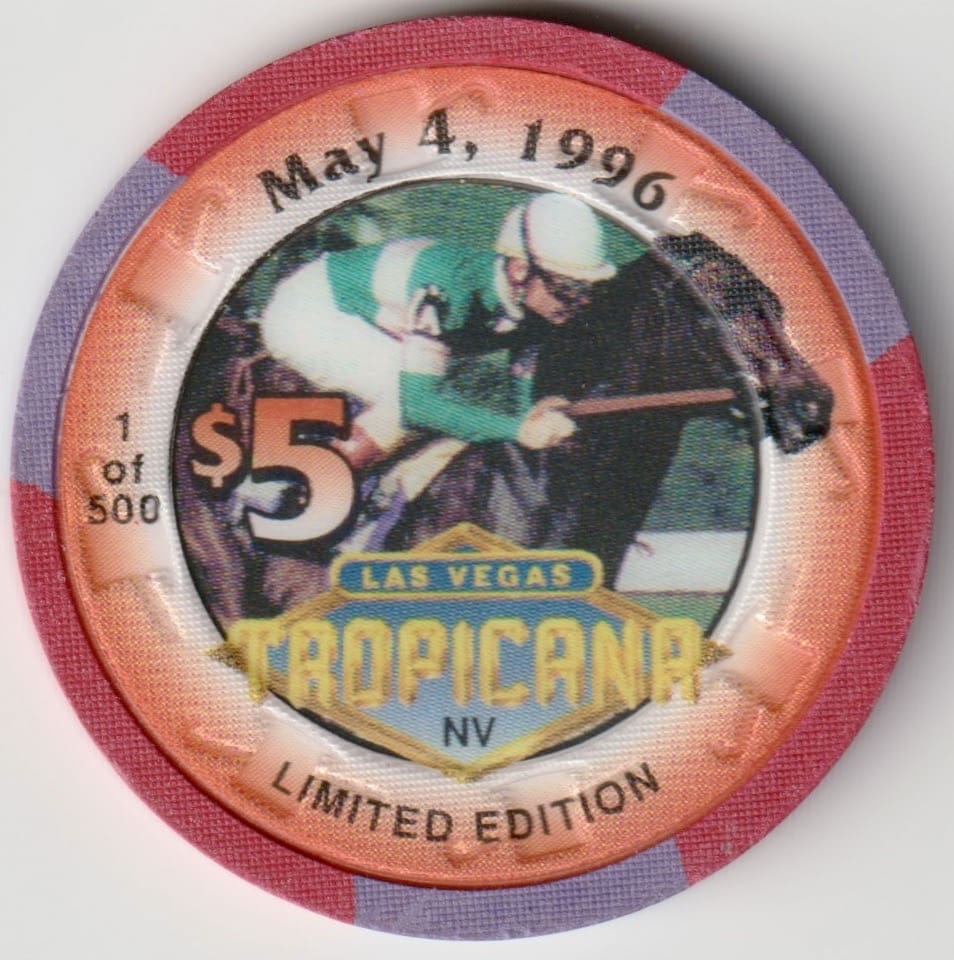 May 4, 1996
1
of
500
$5
LAS VEGAS
TROPICANA
NV
LIMITED EDITION